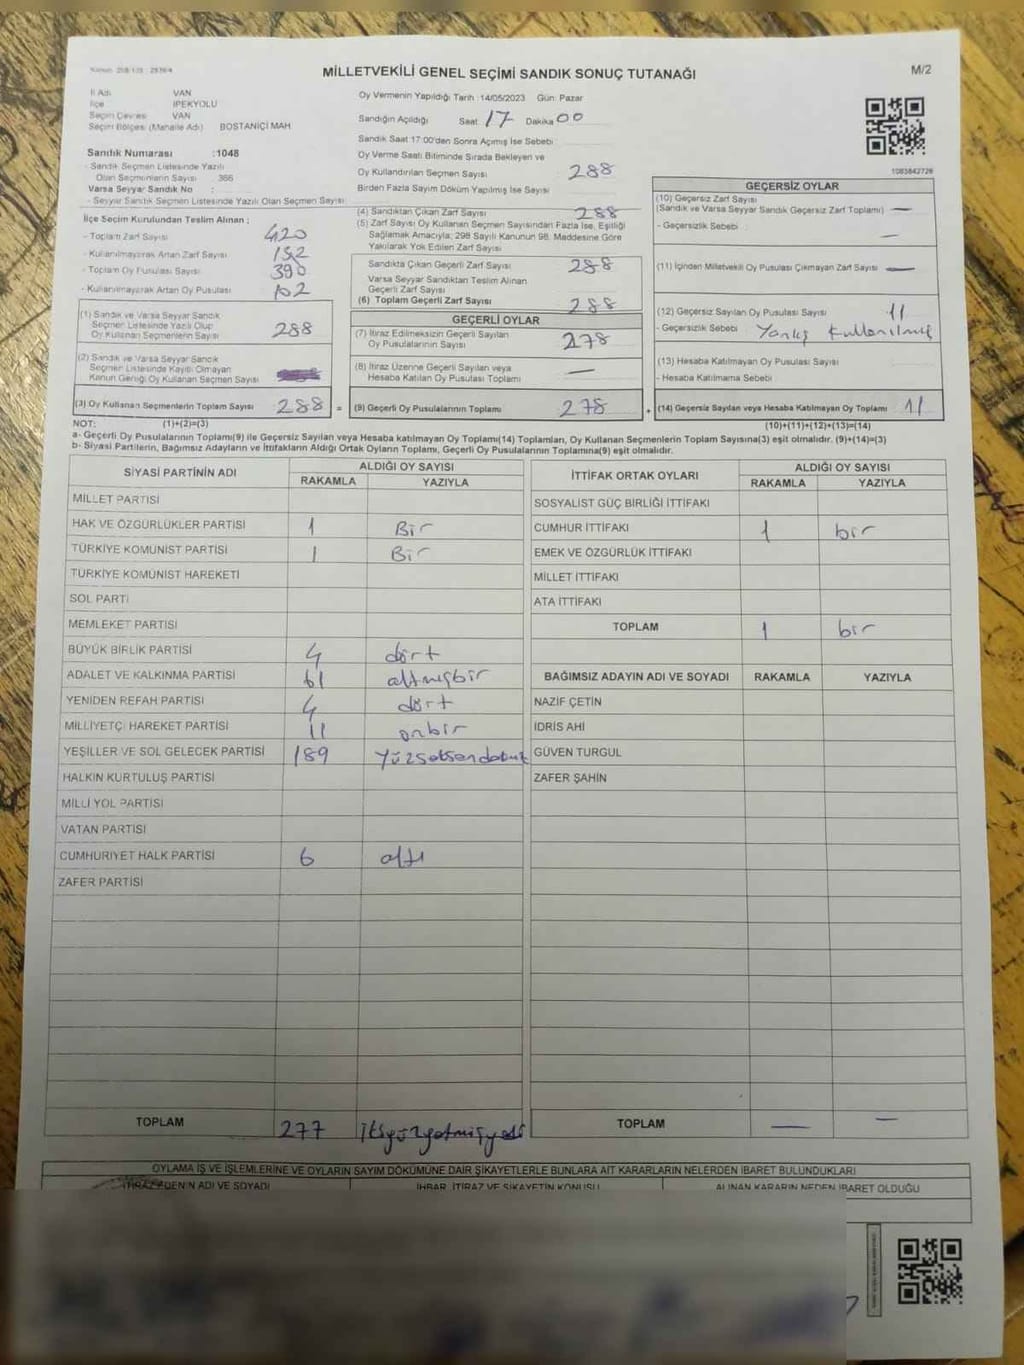 MİLLETVEKİLİ GENEL SEÇİMİ SANDIK SONUÇ TUTANAĞI
M/2
İl Adı VAN
İlçe İPEKYOLU
Seçim Çevresi VAN
Seçim Bölgesi (Mahalle Adı) BOSTANİÇİ MAH.
Sandık Numarası :1048
- Sandık Seçmen Listesinde Yazılı
Olan Seçmenlerin Sayısı 366
Varsa Seyyar Sandık No :
- Seyyar Sandık Seçmen Listesinde Yazılı Olan Seçmen Sayısı
Oy Vermenin Yapıldığı Tarih :14/05/2023 Gün: Pazar
Sandığın Açıldığı Saat 17 Dakika 00
Sandık Saat 17:00'den Sonra Açılmış İse Sebebi
Oy Verme Saati Bitiminde Sırada Bekleyen ve
Oy Kullandırılan Seçmen Sayısı 288
Birden Fazla Sayım Döküm Yapılmış İse Sayısı
1083842726
İlçe Seçim Kurulundan Teslim Alınan :
- Toplam Zarf Sayısı 420
- Kullanılmayarak Artan Zarf Sayısı 132
- Toplam Oy Pusulası Sayısı 390
- Kullanılmayarak Artan Oy Pusulası 102
(1) Sandık ve Varsa Seyyar Sandık
Seçmen Listesinde Yazılı Olup
Oy Kullanan Seçmenlerin Sayısı 288
(2) Sandık ve Varsa Seyyar Sandık
Seçmen Listesinde Kayıtlı Olmayan
Kanun Gereği Oy Kullanan Seçmen Sayısı
(3) Oy Kullanan Seçmenlerin Toplam Sayısı 288 =
(4) Sandıktan Çıkan Zarf Sayısı 288
(5) Zarf Sayısı Oy Kullanan Seçmen Sayısından Fazla İse, Eşitliği
Sağlamak Amacıyla; 298 Sayılı Kanunun 98. Maddesine Göre
Yakılarak Yok Edilen Zarf Sayısı
Sandıkta Çıkan Geçerli Zarf Sayısı 288
Varsa Seyyar Sandıktan Teslim Alınan
Geçerli Zarf Sayısı
(6) Toplam Geçerli Zarf Sayısı 288
GEÇERLİ OYLAR
(7) İtiraz Edilmeksizin Geçerli Sayılan
Oy Pusulalarının Sayısı 278
(8) İtiraz Üzerine Geçerli Sayılan veya
Hesaba Katılan Oy Pusulası Toplamı —
(9) Geçerli Oy Pusulalarının Toplamı 278 +
GEÇERSİZ OYLAR
(10) Geçersiz Zarf Sayısı
(Sandık ve Varsa Seyyar Sandık Geçersiz Zarf Toplamı) —
- Geçersizlik Sebebi —
(11) İçinden Milletvekili Oy Pusulası Çıkmayan Zarf Sayısı —
(12) Geçersiz Sayılan Oy Pusulası Sayısı 11
- Geçersizlik Sebebi Yanlış Kullanılmış
(13) Hesaba Katılmayan Oy Pusulası Sayısı
- Hesaba Katılmama Sebebi
(14) Geçersiz Sayılan veya Hesaba Katılmayan Oy Toplamı 11
NOT: (1)+(2)=(3) (10)+(11)+(12)+(13)=(14)
a- Geçerli Oy Pusulalarının Toplamı(9) ile Geçersiz Sayılan veya Hesaba katılmayan Oy Toplamı(14) Toplamları, Oy Kullanan Seçmenlerin Toplam Sayısına(3) eşit olmalıdır. (9)+(14)=(3)
b- Siyasi Partilerin, Bağımsız Adayların ve İttifakların Aldığı Ortak Oyların Toplamı, Geçerli Oy Pusulalarının Toplamına(9) eşit olmalıdır.
SİYASİ PARTİNİN ADI ALDIĞI OY SAYISI
RAKAMLA YAZIYLA
MİLLET PARTİSİ
HAK VE ÖZGÜRLÜKLER PARTİSİ 1 Bir
TÜRKİYE KOMÜNİST PARTİSİ 1 Bir
TÜRKİYE KOMÜNİST HAREKETİ
SOL PARTİ
MEMLEKET PARTİSİ
BÜYÜK BİRLİK PARTİSİ 4 dört
ADALET VE KALKINMA PARTİSİ 61 altmışbir
YENİDEN REFAH PARTİSİ 4 dört
MİLLİYETÇİ HAREKET PARTİSİ 11 onbir
YEŞİLLER VE SOL GELECEK PARTİSİ 189
HALKIN KURTULUŞ PARTİSİ
MİLLİ YOL PARTİSİ
VATAN PARTİSİ
CUMHURİYET HALK PARTİSİ 6 altı
ZAFER PARTİSİ
TOPLAM 277 ikiyüzyetmişyedi
İTTİFAK ORTAK OYLARI ALDIĞI OY SAYISI
RAKAMLA YAZIYLA
SOSYALİST GÜÇ BİRLİĞİ İTTİFAKI
CUMHUR İTTİFAKI 1 bir
EMEK VE ÖZGÜRLÜK İTTİFAKI
MİLLET İTTİFAKI
ATA İTTİFAKI
TOPLAM 1 bir
BAĞIMSIZ ADAYIN ADI VE SOYADI RAKAMLA YAZIYLA
NAZİF ÇETİN
İDRİS AHİ
GÜVEN TURGUL
ZAFER ŞAHİN
TOPLAM — —
OYLAMA İŞ VE İŞLEMLERİNE VE OYLARIN SAYIM DÖKÜMÜNE DAİR ŞİKAYETLERLE BUNLARA AİT KARARLARIN NELERDEN İBARET BULUNDUKLARI
İTİRAZ EDENİN ADI VE SOYADI İHBAR, İTİRAZ VE ŞİKAYETİN KONUSU ALINAN KARARIN NEDEN İBARET OLDUĞU